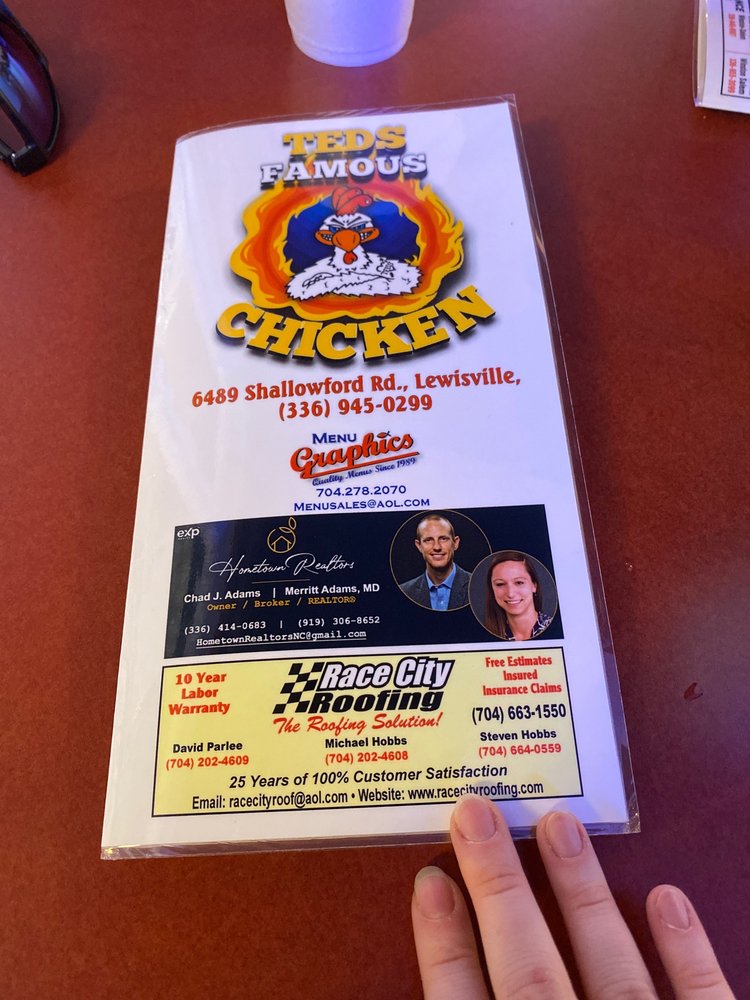 TEDS
FAMOUS
CHICKEN
6489 Shallowford Rd., Lewisville,
(336) 945-0299
MENU
Graphics
Quality Menus Since 1989
704.278.2070
MENUSALES@AOL.COM
exp
Hometown Realtors
Chad J. Adams | Merritt Adams, MD
Owner / Broker / REALTOR®
(336) 414-0683 | (919) 306-8652
HometownRealtorsNC@gmail.com
10 Year
Labor
Warranty
Race City
Roofing
The Roofing Solution!
Free Estimates
Insured
Insurance Claims
(704) 663-1550
David Parlee
(704) 202-4609
Michael Hobbs
(704) 202-4608
Steven Hobbs
(704) 664-0559
25 Years of 100% Customer Satisfaction
Email: racecityroof@aol.com • Website: www.racecityroofing.com
Winston Salem